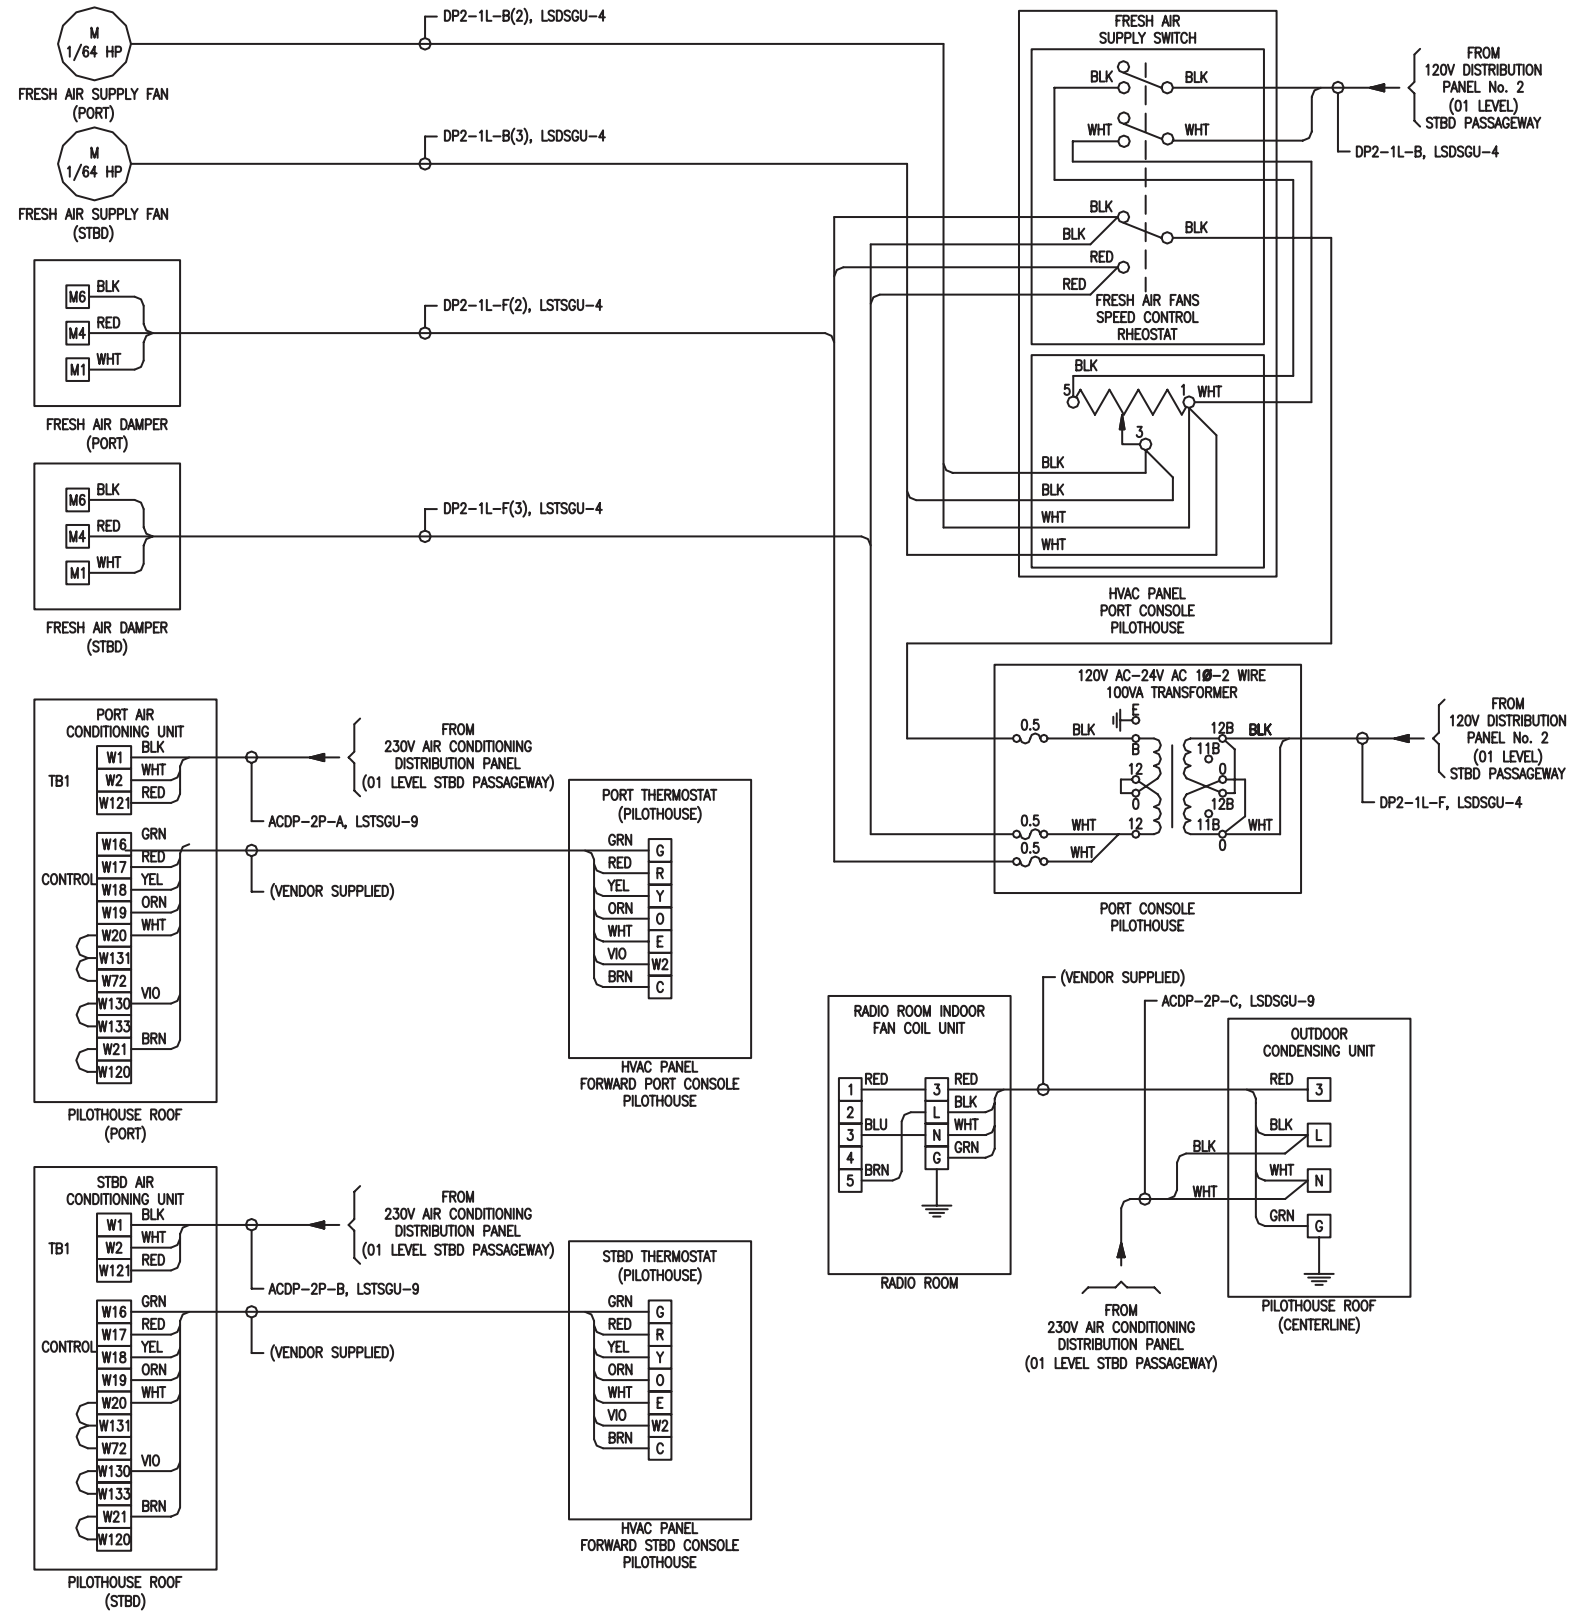 M
1/64 HP
FRESH AIR SUPPLY FAN
(PORT)
DP2-1L-B(2), LSDSGU-4
M
1/64 HP
FRESH AIR SUPPLY FAN
(STBD)
DP2-1L-B(3), LSDSGU-4
M6
BLK
M4
RED
M1
WHT
FRESH AIR DAMPER
(PORT)
DP2-1L-F(2), LSTSGU-4
M6
BLK
M4
RED
M1
WHT
FRESH AIR DAMPER
(STBD)
DP2-1L-F(3), LSTSGU-4
FRESH AIR
SUPPLY SWITCH
BLK
BLK
WHT
WHT
BLK
BLK
BLK
RED
RED
FRESH AIR FANS
SPEED CONTROL
RHEOSTAT
BLK
5
1
WHT
3
BLK
BLK
WHT
WHT
HVAC PANEL
PORT CONSOLE
PILOTHOUSE
FROM
120V DISTRIBUTION
PANEL No. 2
(01 LEVEL)
STBD PASSAGEWAY
DP2-1L-B, LSDSGU-4
120V AC-24V AC 1Ø-2 WIRE
100VA TRANSFORMER
0.5
BLK
E
B
12
0
12
12B
BLK
11B
0
12B
11B
0
WHT
0.5
WHT
0.5
WHT
PORT CONSOLE
PILOTHOUSE
FROM
120V DISTRIBUTION
PANEL No. 2
(01 LEVEL)
STBD PASSAGEWAY
DP2-1L-F, LSDSGU-4
PORT AIR
CONDITIONING UNIT
TB1
W1
BLK
W2
WHT
W121
RED
CONTROL
W16
GRN
W17
RED
W18
YEL
W19
ORN
W20
WHT
W131
W72
W130
VIO
W133
W21
BRN
W120
PILOTHOUSE ROOF
(PORT)
FROM
230V AIR CONDITIONING
DISTRIBUTION PANEL
(01 LEVEL STBD PASSAGEWAY)
ACDP-2P-A, LSTSGU-9
(VENDOR SUPPLIED)
PORT THERMOSTAT
(PILOTHOUSE)
GRN
G
RED
R
YEL
Y
ORN
O
WHT
E
VIO
W2
BRN
C
HVAC PANEL
FORWARD PORT CONSOLE
PILOTHOUSE
STBD AIR
CONDITIONING UNIT
TB1
W1
BLK
W2
WHT
W121
RED
CONTROL
W16
GRN
W17
RED
W18
YEL
W19
ORN
W20
WHT
W131
W72
W130
VIO
W133
W21
BRN
W120
PILOTHOUSE ROOF
(STBD)
FROM
230V AIR CONDITIONING
DISTRIBUTION PANEL
(01 LEVEL STBD PASSAGEWAY)
ACDP-2P-B, LSTSGU-9
(VENDOR SUPPLIED)
STBD THERMOSTAT
(PILOTHOUSE)
GRN
G
RED
R
YEL
Y
ORN
O
WHT
E
VIO
W2
BRN
C
HVAC PANEL
FORWARD STBD CONSOLE
PILOTHOUSE
RADIO ROOM INDOOR
FAN COIL UNIT
1
RED
3
RED
2
L
BLK
3
BLU
N
WHT
4
G
GRN
5
BRN
RADIO ROOM
(VENDOR SUPPLIED)
ACDP-2P-C, LSDSGU-9
OUTDOOR
CONDENSING UNIT
RED
3
BLK
L
BLK
WHT
N
WHT
GRN
G
PILOTHOUSE ROOF
(CENTERLINE)
FROM
230V AIR CONDITIONING
DISTRIBUTION PANEL
(01 LEVEL STBD PASSAGEWAY)